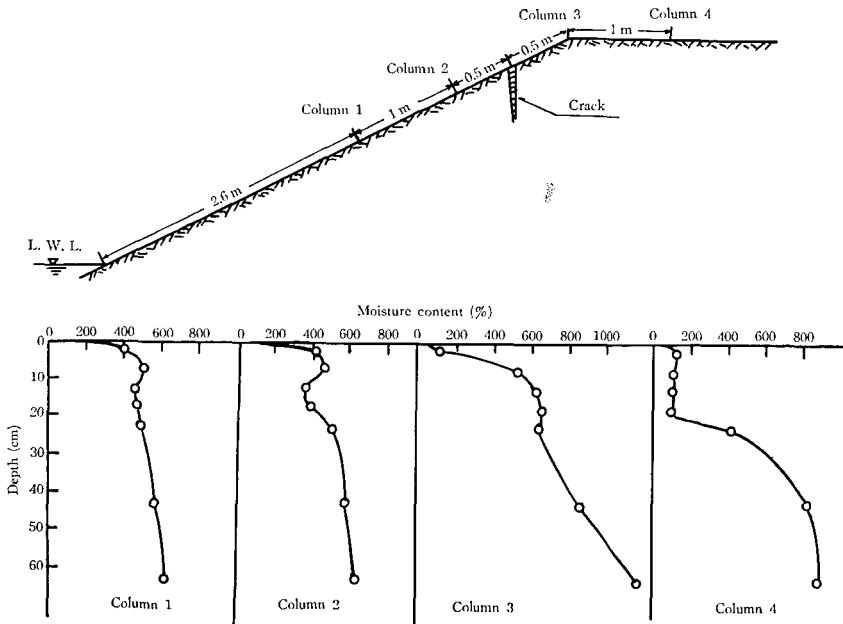 Column 3
Column 4
1 m
0.5 m
Column 2
0.5 m
Crack
Column 1
1 m
2.6 m
L. W. L.
Moisture content (%)
0 200 400 600 800 0 200 400 600 800 0 200 400 600 800 1000 0 200 400 600 800
Depth (cm)
0
10
20
30
40
50
60
Column 1
Column 2
Column 3
Column 4